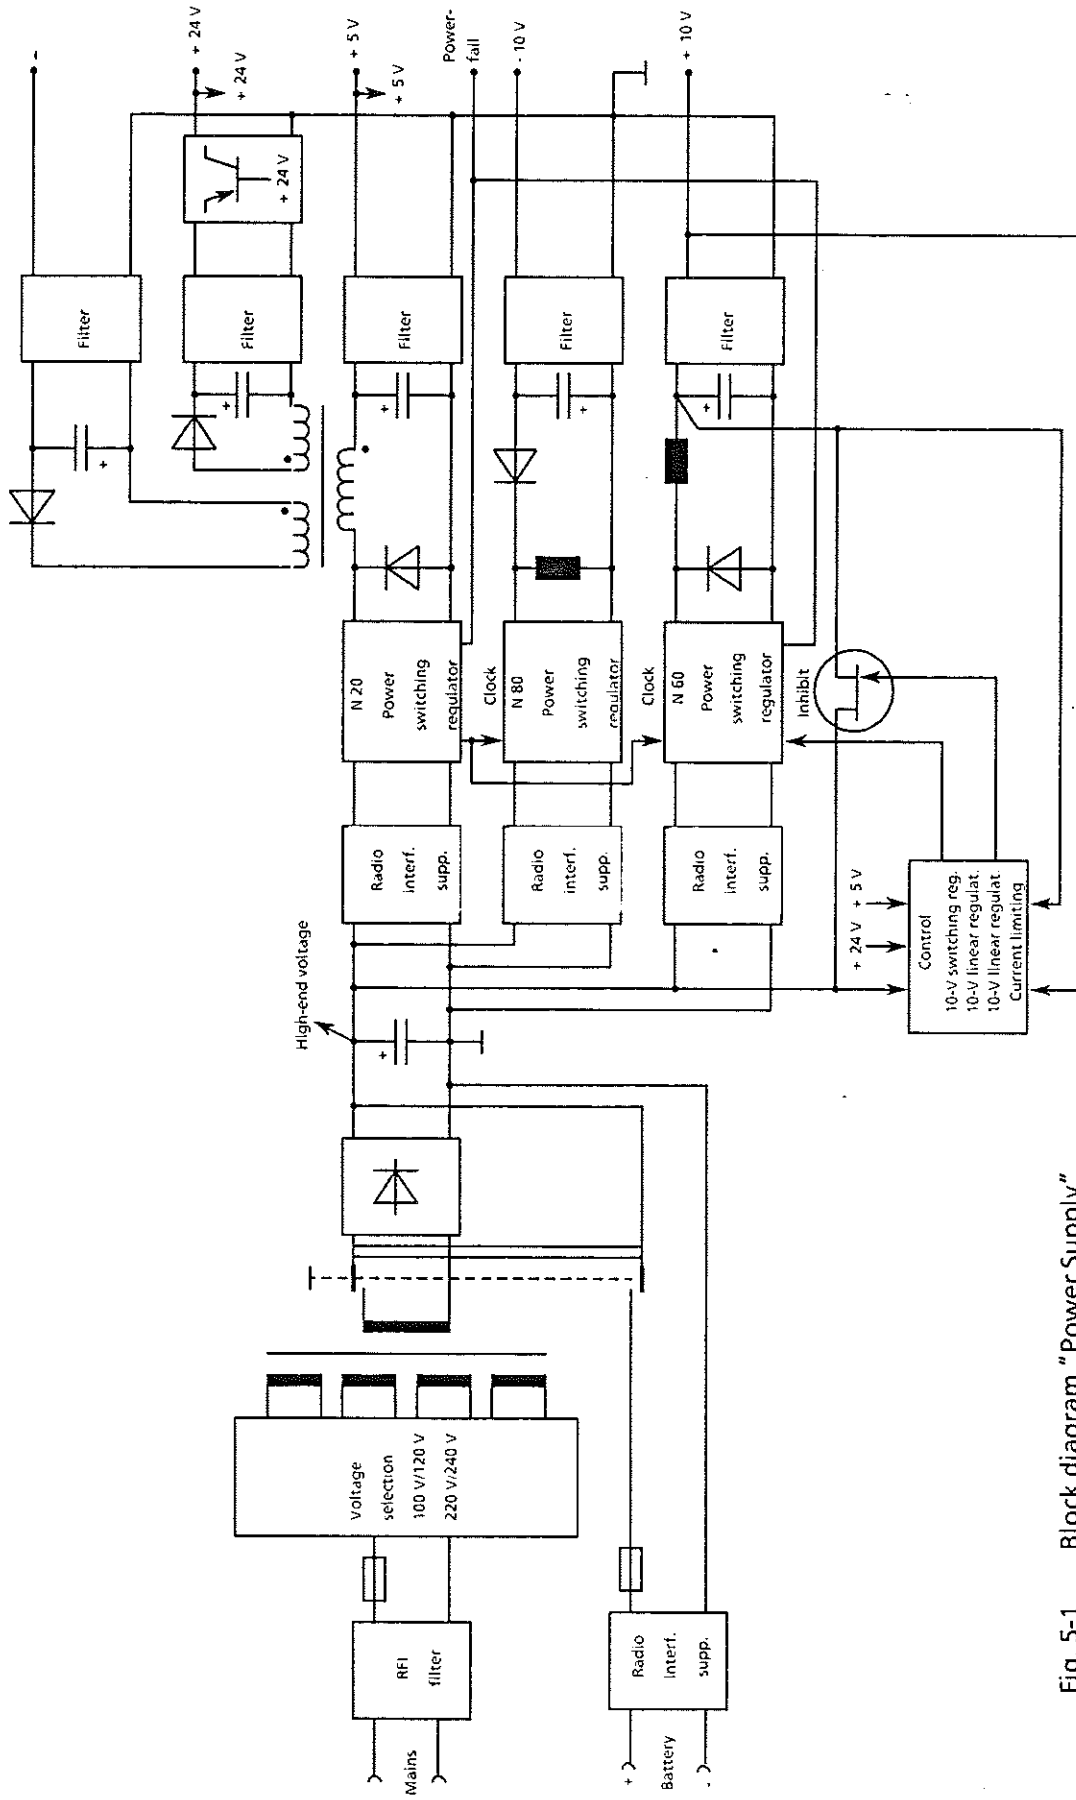 Mains
RFI
filter
Voltage
selection
100 V/120 V
220 V/240 V
+
Battery
-
Radio
Interf.
supp.
High-end voltage
+
Radio
Interf.
supp.
N 20
Power
switching
regulator
Clock
Radio
interf.
supp.
N 80
Power
switching
regulator
Clock
Radio
Interf.
supp.
N 60
Power
switching
regulator
Inhibit
+ 24 V
+ 5 V
Control
10-V switching reg.
10-V linear regulat.
10-V linear regulat.
Current limiting
+
Filter
-
+
Filter
+ 24 V
+ 24 V
+ 24 V
+
Filter
+ 5 V
+ 5 V
Power-
fail
+
Filter
- 10 V
+
Filter
+ 10 V
Fig. 5-1 Block diagram "Power Supply"